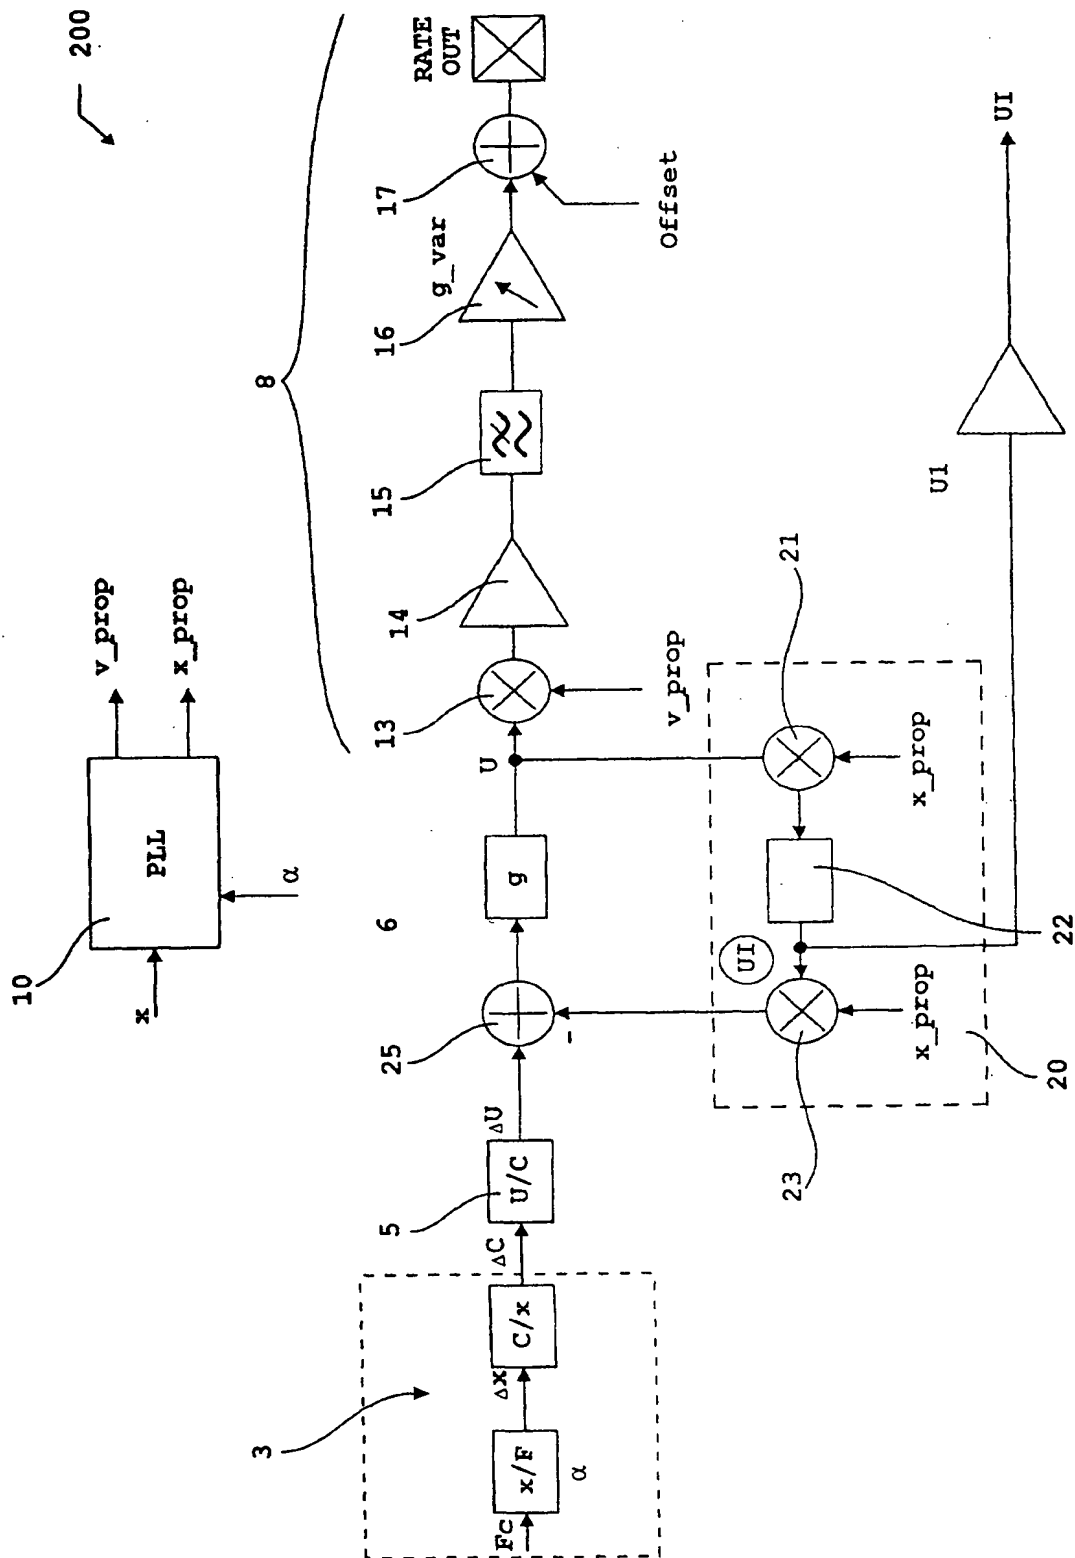 200
10
x
PLL
α
v_prop
x_prop
8
3
Fc
x/F
α
Δx
C/x
ΔC
5
U/C
ΔU
25
-
6
g
U
13
v_prop
14
15
16
g_var
17
Offset
RATE
OUT
23
x_prop
UI
22
21
x_prop
20
U1
UI